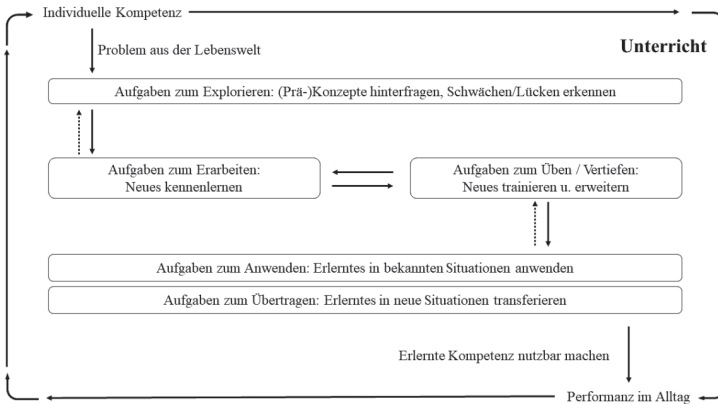 Individuelle Kompetenz
Problem aus der Lebenswelt
Unterricht
Aufgaben zum Explorieren: (Prä-)Konzepte hinterfragen, Schwächen/Lücken erkennen
Aufgaben zum Erarbeiten:
Neues kennenlernen
Aufgaben zum Üben / Vertiefen:
Neues trainieren u. erweitern
Aufgaben zum Anwenden: Erlerntes in bekannten Situationen anwenden
Aufgaben zum Übertragen: Erlerntes in neue Situationen transferieren
Erlernte Kompetenz nutzbar machen
Performanz im Alltag